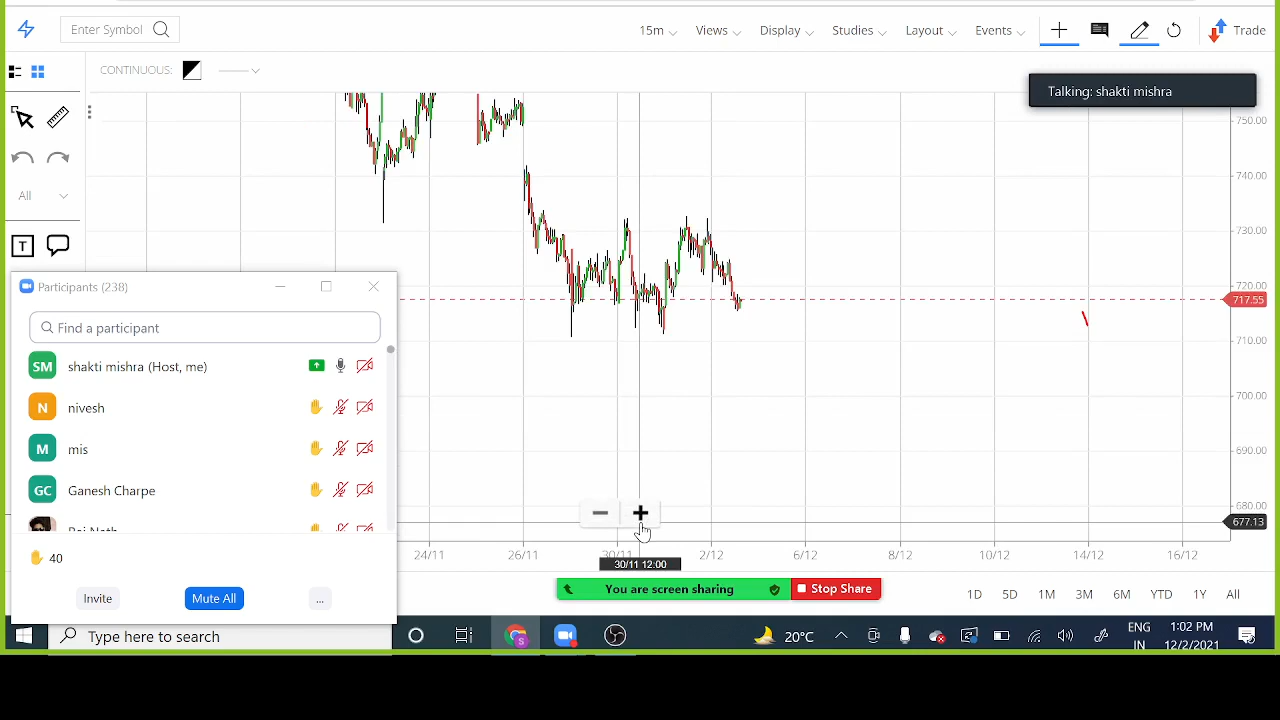 Enter Symbol
15m Views Display Studies Layout Events Trade
CONTINUOUS:
Talking: shakti mishra
750.00
740.00
730.00
720.00
717.55
710.00
700.00
690.00
680.00
677.13
All
T
Participants (238)
Find a participant
SM shakti mishra (Host, me)
N nivesh
M mis
GC Ganesh Charpe
40
Invite Mute All ...
24/11 26/11 30/11 2/12 6/12 8/12 10/12 14/12 16/12
30/11 12:00
You are screen sharing Stop Share
1D 5D 1M 3M 6M YTD 1Y All
Type here to search
S
20°C
ENG
IN
1:02 PM
12/2/2021